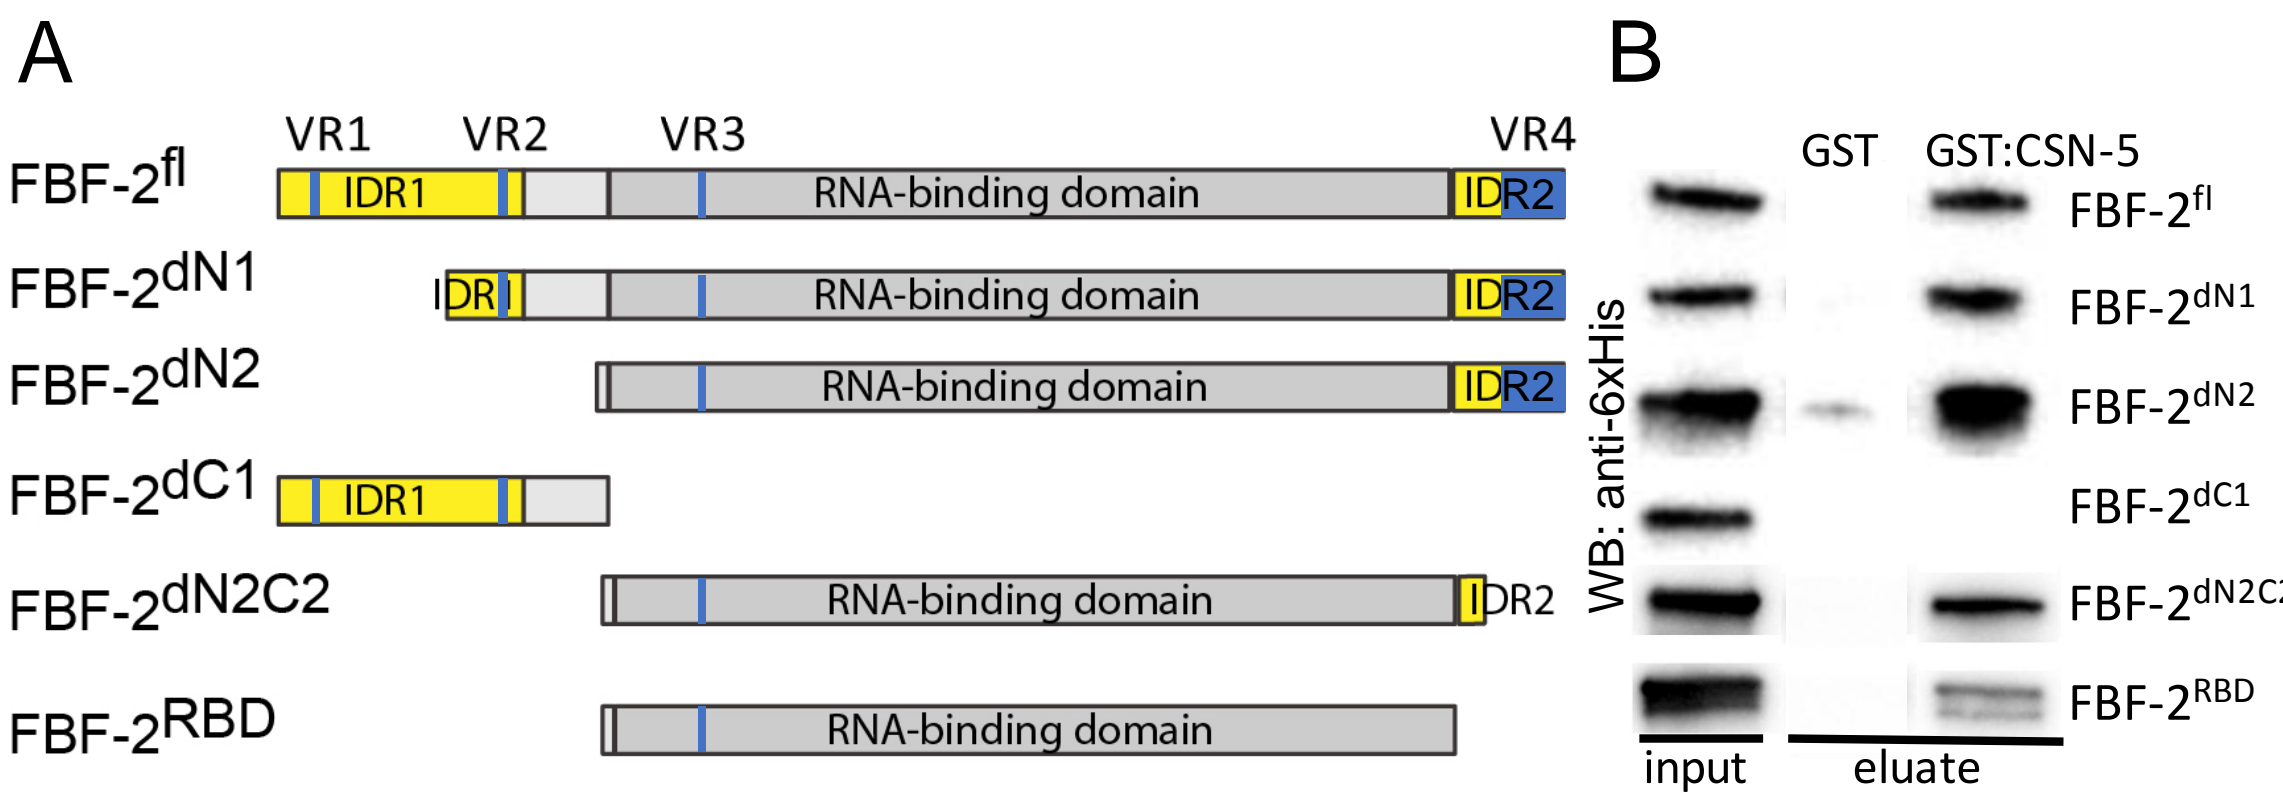 A
B
VR1 VR2 VR3 VR4
FBF-2fl IDR1 RNA-binding domain IDR2
FBF-2dN1 IDR1 RNA-binding domain IDR2
FBF-2dN2 RNA-binding domain IDR2
FBF-2dC1 IDR1
FBF-2dN2C2 RNA-binding domain IDR2
FBF-2RBD RNA-binding domain
GST GST:CSN-5
WB: anti-6xHis
FBF-2fl
FBF-2dN1
FBF-2dN2
FBF-2dC1
FBF-2dN2C2
FBF-2RBD
input eluate